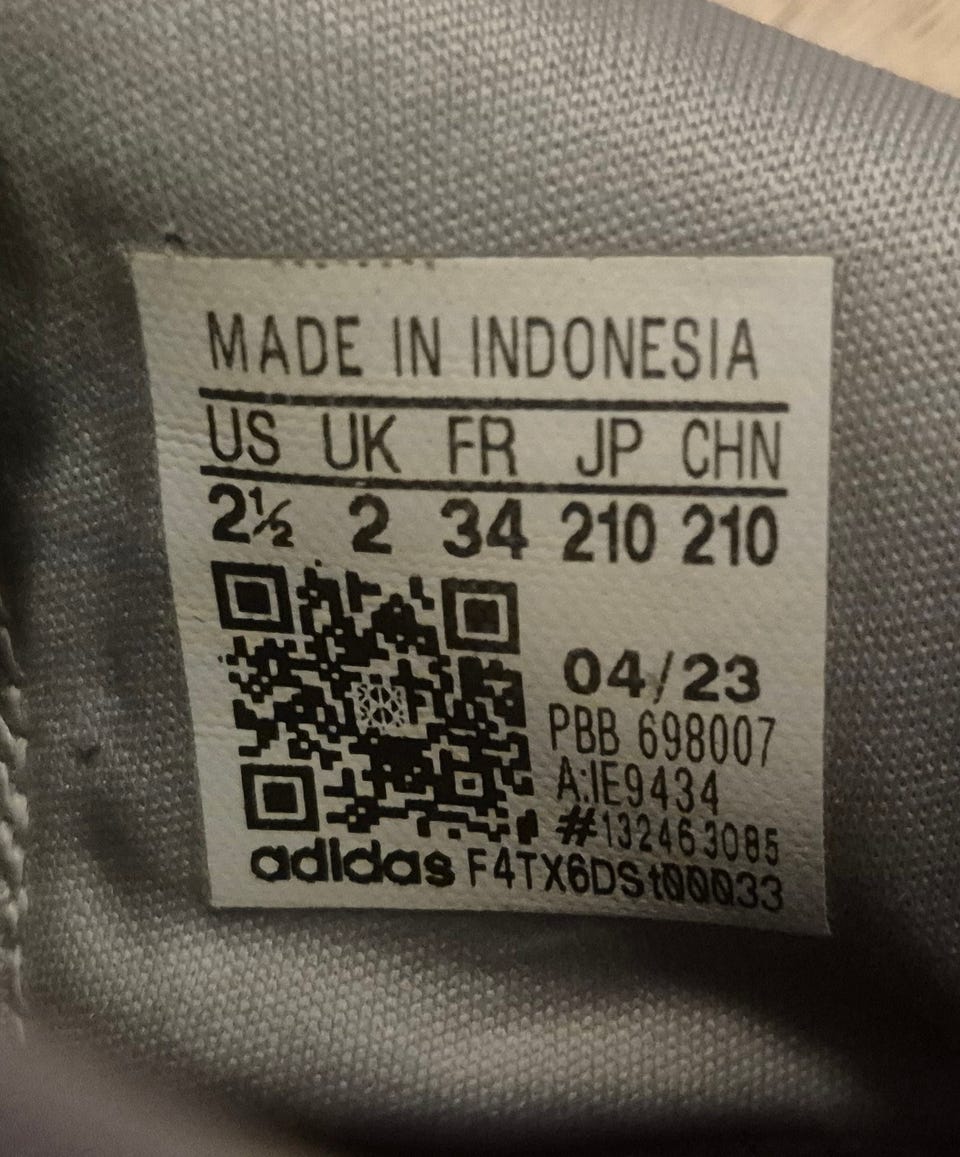 MADE IN INDONESIA
US UK FR JP CHN
2½ 2 34 210 210
04/23
PBB 698007
A:IE9434
#132463085
adidas F4TX6DSt00033